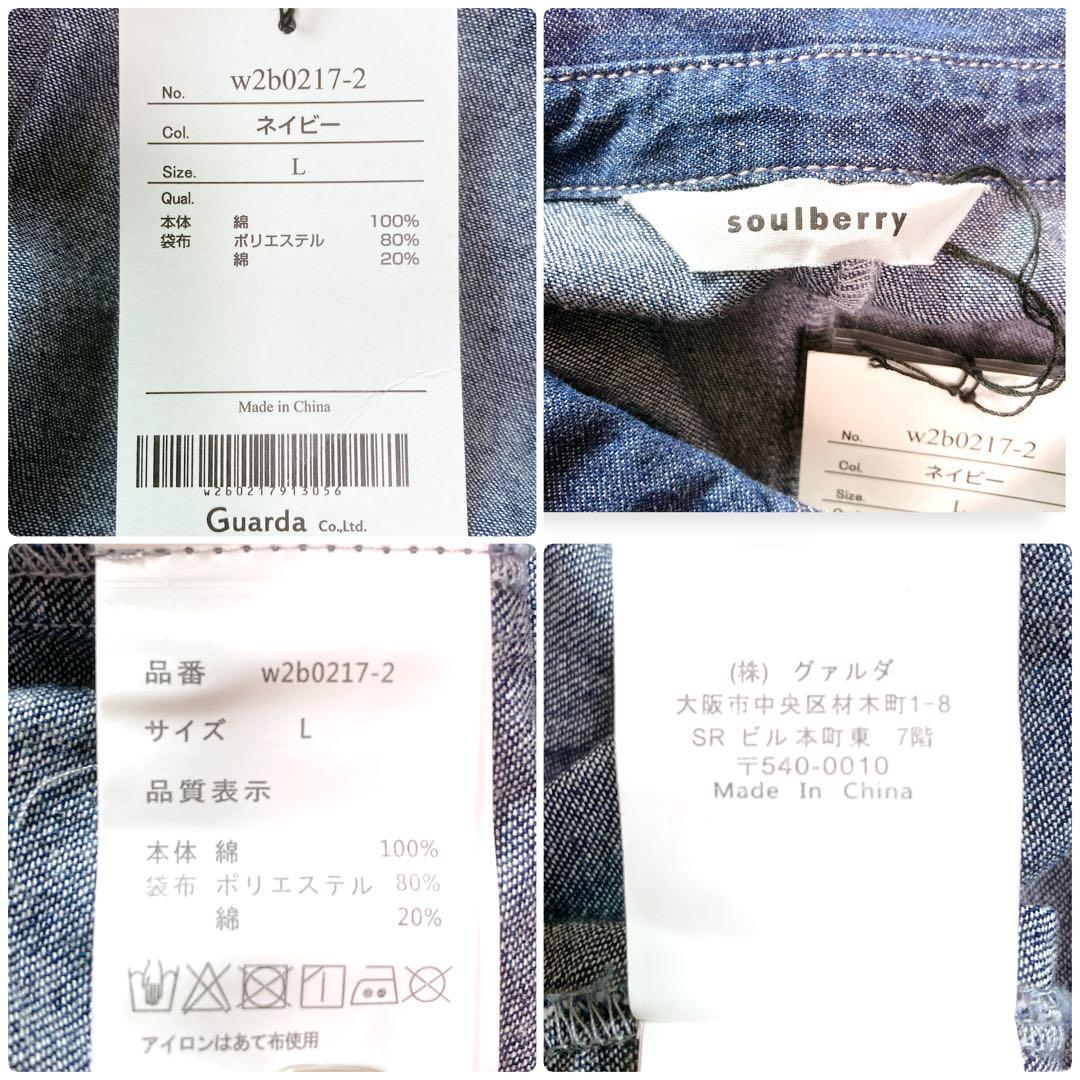 No. w2b0217-2
Col. ネイビー
Size. L
Qual.
本体 綿 100%
袋布 ポリエステル 80%
綿 20%
Made in China
w2b0217913056
Guarda Co.,Ltd.
soulberry
No. w2b0217-2
Col. ネイビー
Size. L
品番 w2b0217-2
サイズ L
品質表示
本体 綿 100%
袋布 ポリエステル 80%
綿 20%
アイロンはあて布使用
(株) グァルダ
大阪市中央区材木町1-8
SR ビル本町東 7階
〒540-0010
Made In China